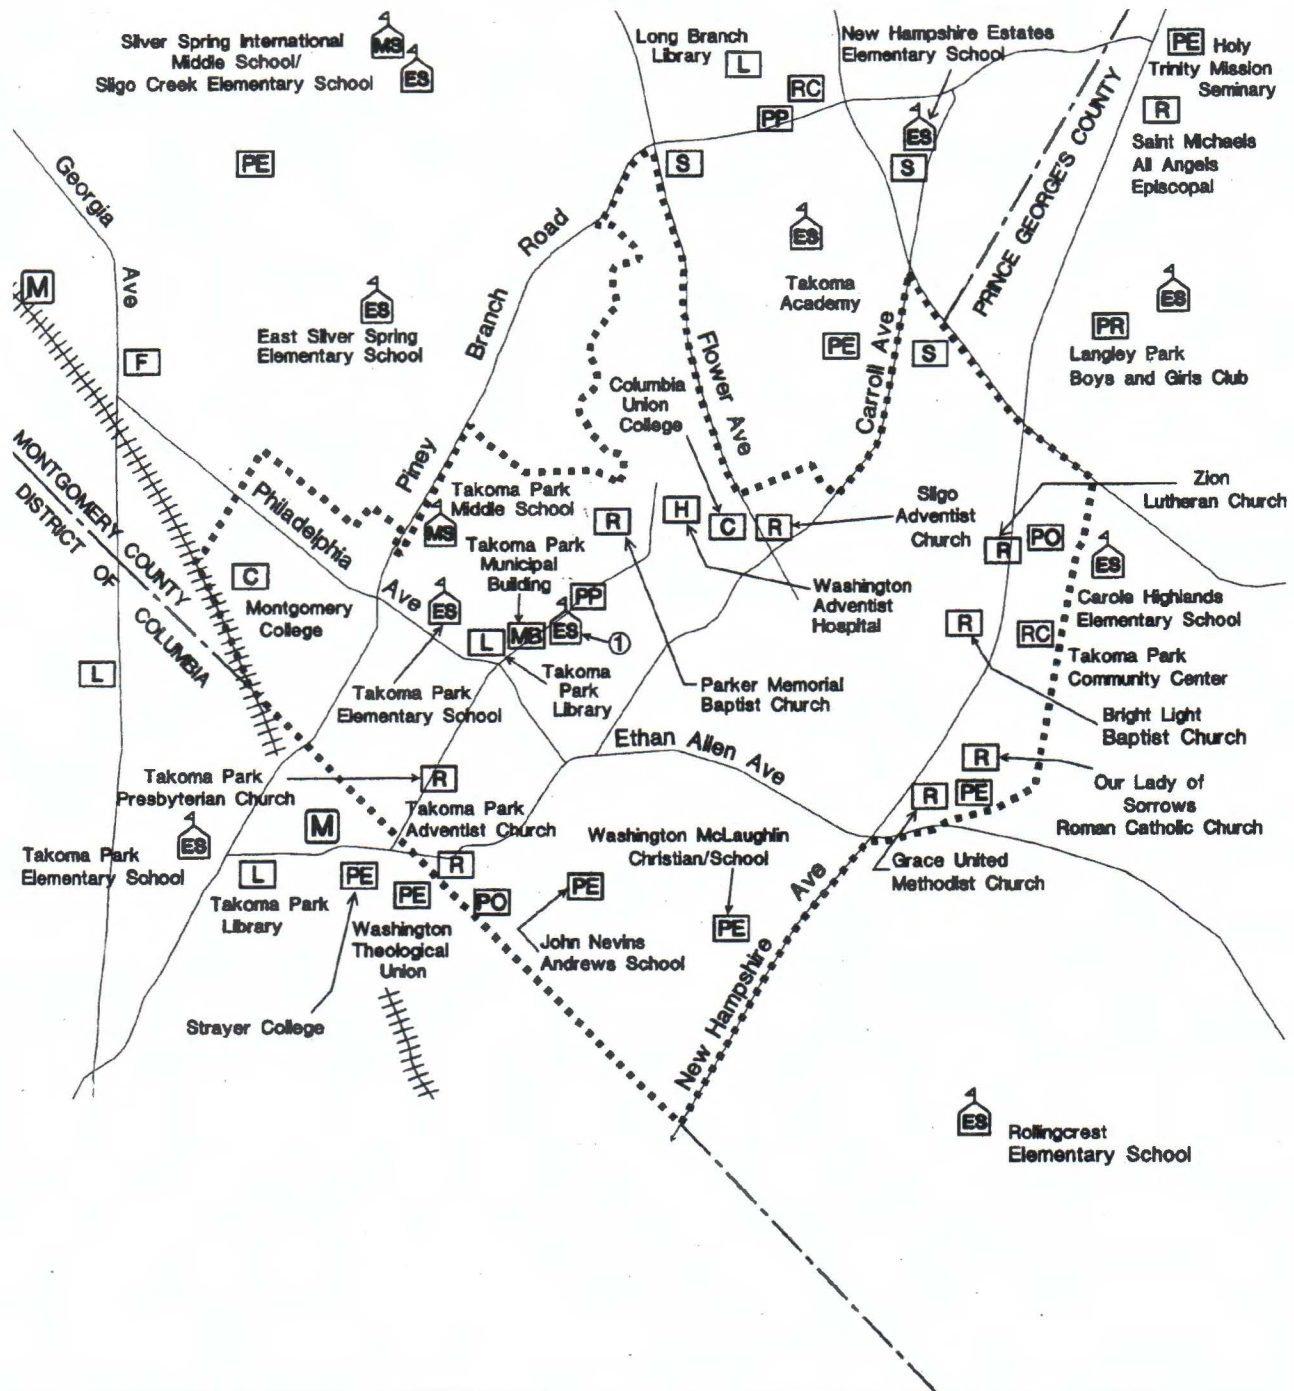 Silver Spring International
Middle School/
Sligo Creek Elementary School
MS
ES
Long Branch
Library
L
RC
PP
New Hampshire Estates
Elementary School
ES
S
S
PE
Holy
Trinity Mission
Seminary
R
Saint Michaels
All Angels
Episcopal
PRINCE GEORGE'S COUNTY
PE
Georgia
Ave
M
F
ES
East Silver Spring
Elementary School
Piney
Branch
Road
ES
Takoma
Academy
PE
Carroll Ave
S
ES
PR
Langley Park
Boys and Girls Club
Flower Ave
Columbia
Union
College
MONTGOMERY COUNTY
DISTRICT
OF
COLUMBIA
Philadelphia
Ave
Takoma Park
Middle School
MS
R
H
C
R
Sligo
Adventist
Church
Zion
Lutheran Church
R
PO
ES
Carole Highlands
Elementary School
C
Montgomery
College
Takoma Park
Municipal
Building
ES
L
MB
ES
PP
1
Washington
Adventist
Hospital
R
RC
Takoma Park
Community Center
L
Takoma Park
Elementary School
Takoma
Park
Library
Parker Memorial
Baptist Church
Bright Light
Baptist Church
Ethan Allen Ave
Takoma Park
Presbyterian Church
R
R
Our Lady of
Sorrows
Roman Catholic Church
R
PE
ES
Takoma Park
Elementary School
M
Takoma Park
Adventist Church
R
Washington McLaughlin
Christian/School
Grace United
Methodist Church
L
Takoma Park
Library
PE
PE
Washington
Theological
Union
PO
PE
John Nevins
Andrews School
PE
New Hampshire Ave
Strayer College
ES
Rollingcrest
Elementary School